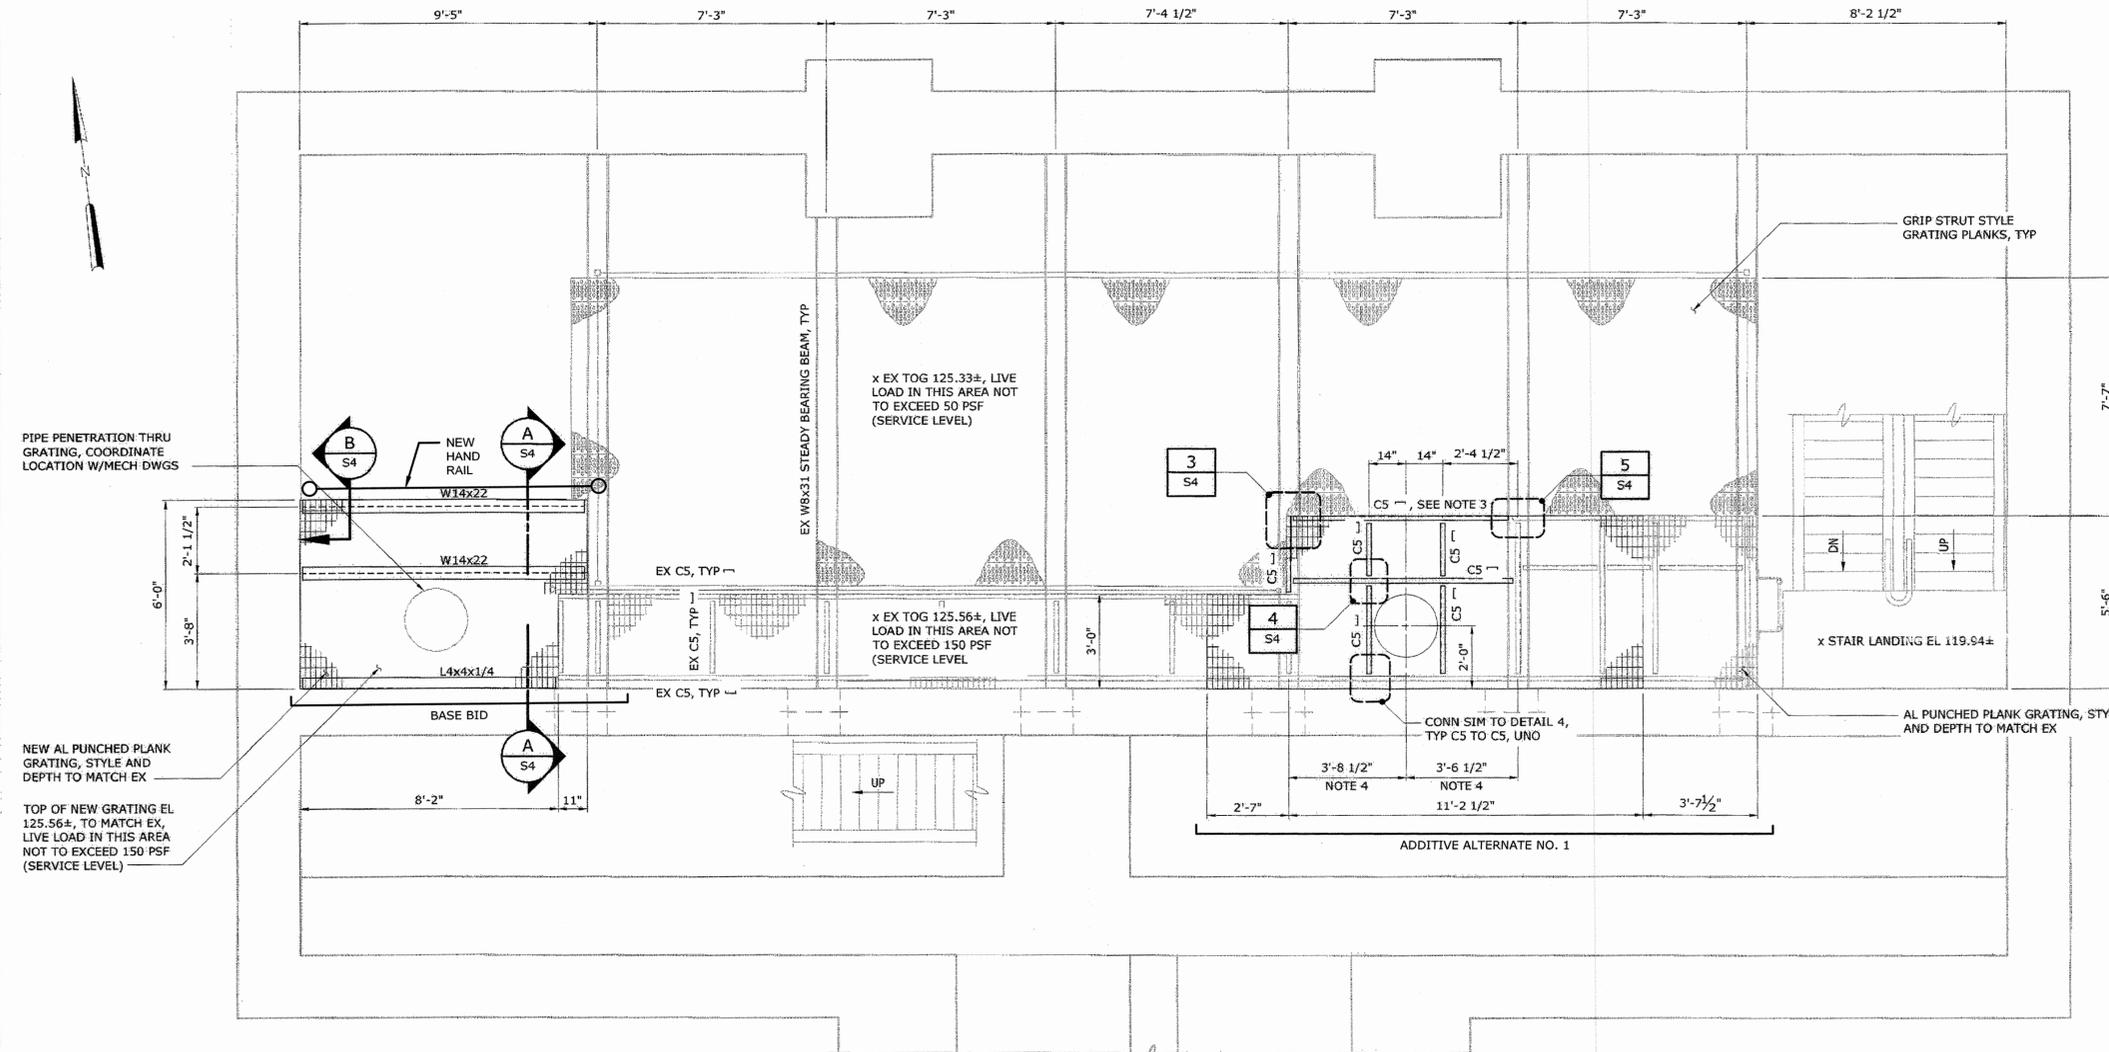 9'-5"
7'-3"
7'-3"
7'-4 1/2"
7'-3"
7'-3"
8'-2 1/2"
N
GRIP STRUT STYLE
GRATING PLANKS, TYP
EX W8x31 STEADY BEARING BEAM, TYP
x EX TOG 125.33±, LIVE
LOAD IN THIS AREA NOT
TO EXCEED 50 PSF
(SERVICE LEVEL)
7'-7"
PIPE PENETRATION THRU
GRATING, COORDINATE
LOCATION W/MECH DWGS
B
S4
NEW
HAND
RAIL
A
S4
W14x22
W14x22
L4x4x1/4
6'-0"
2'-1 1/2"
3'-8"
3
S4
14"
14"
2'-4 1/2"
5
S4
C5 , SEE NOTE 3
C5
C5
C5
C5
C5
C5
4
S4
2'-0"
3'-0"
EX C5, TYP
EX C5, TYP
EX C5, TYP
x EX TOG 125.56±, LIVE
LOAD IN THIS AREA NOT
TO EXCEED 150 PSF
(SERVICE LEVEL
DN
UP
5'-6"
x STAIR LANDING EL 119.94±
BASE BID
A
S4
CONN SIM TO DETAIL 4,
TYP C5 TO C5, UNO
AL PUNCHED PLANK GRATING, STY
AND DEPTH TO MATCH EX
NEW AL PUNCHED PLANK
GRATING, STYLE AND
DEPTH TO MATCH EX
TOP OF NEW GRATING EL
125.56±, TO MATCH EX,
LIVE LOAD IN THIS AREA
NOT TO EXCEED 150 PSF
(SERVICE LEVEL)
8'-2"
11"
UP
3'-8 1/2"
NOTE 4
3'-6 1/2"
NOTE 4
2'-7"
11'-2 1/2"
3'-7½"
ADDITIVE ALTERNATE NO. 1